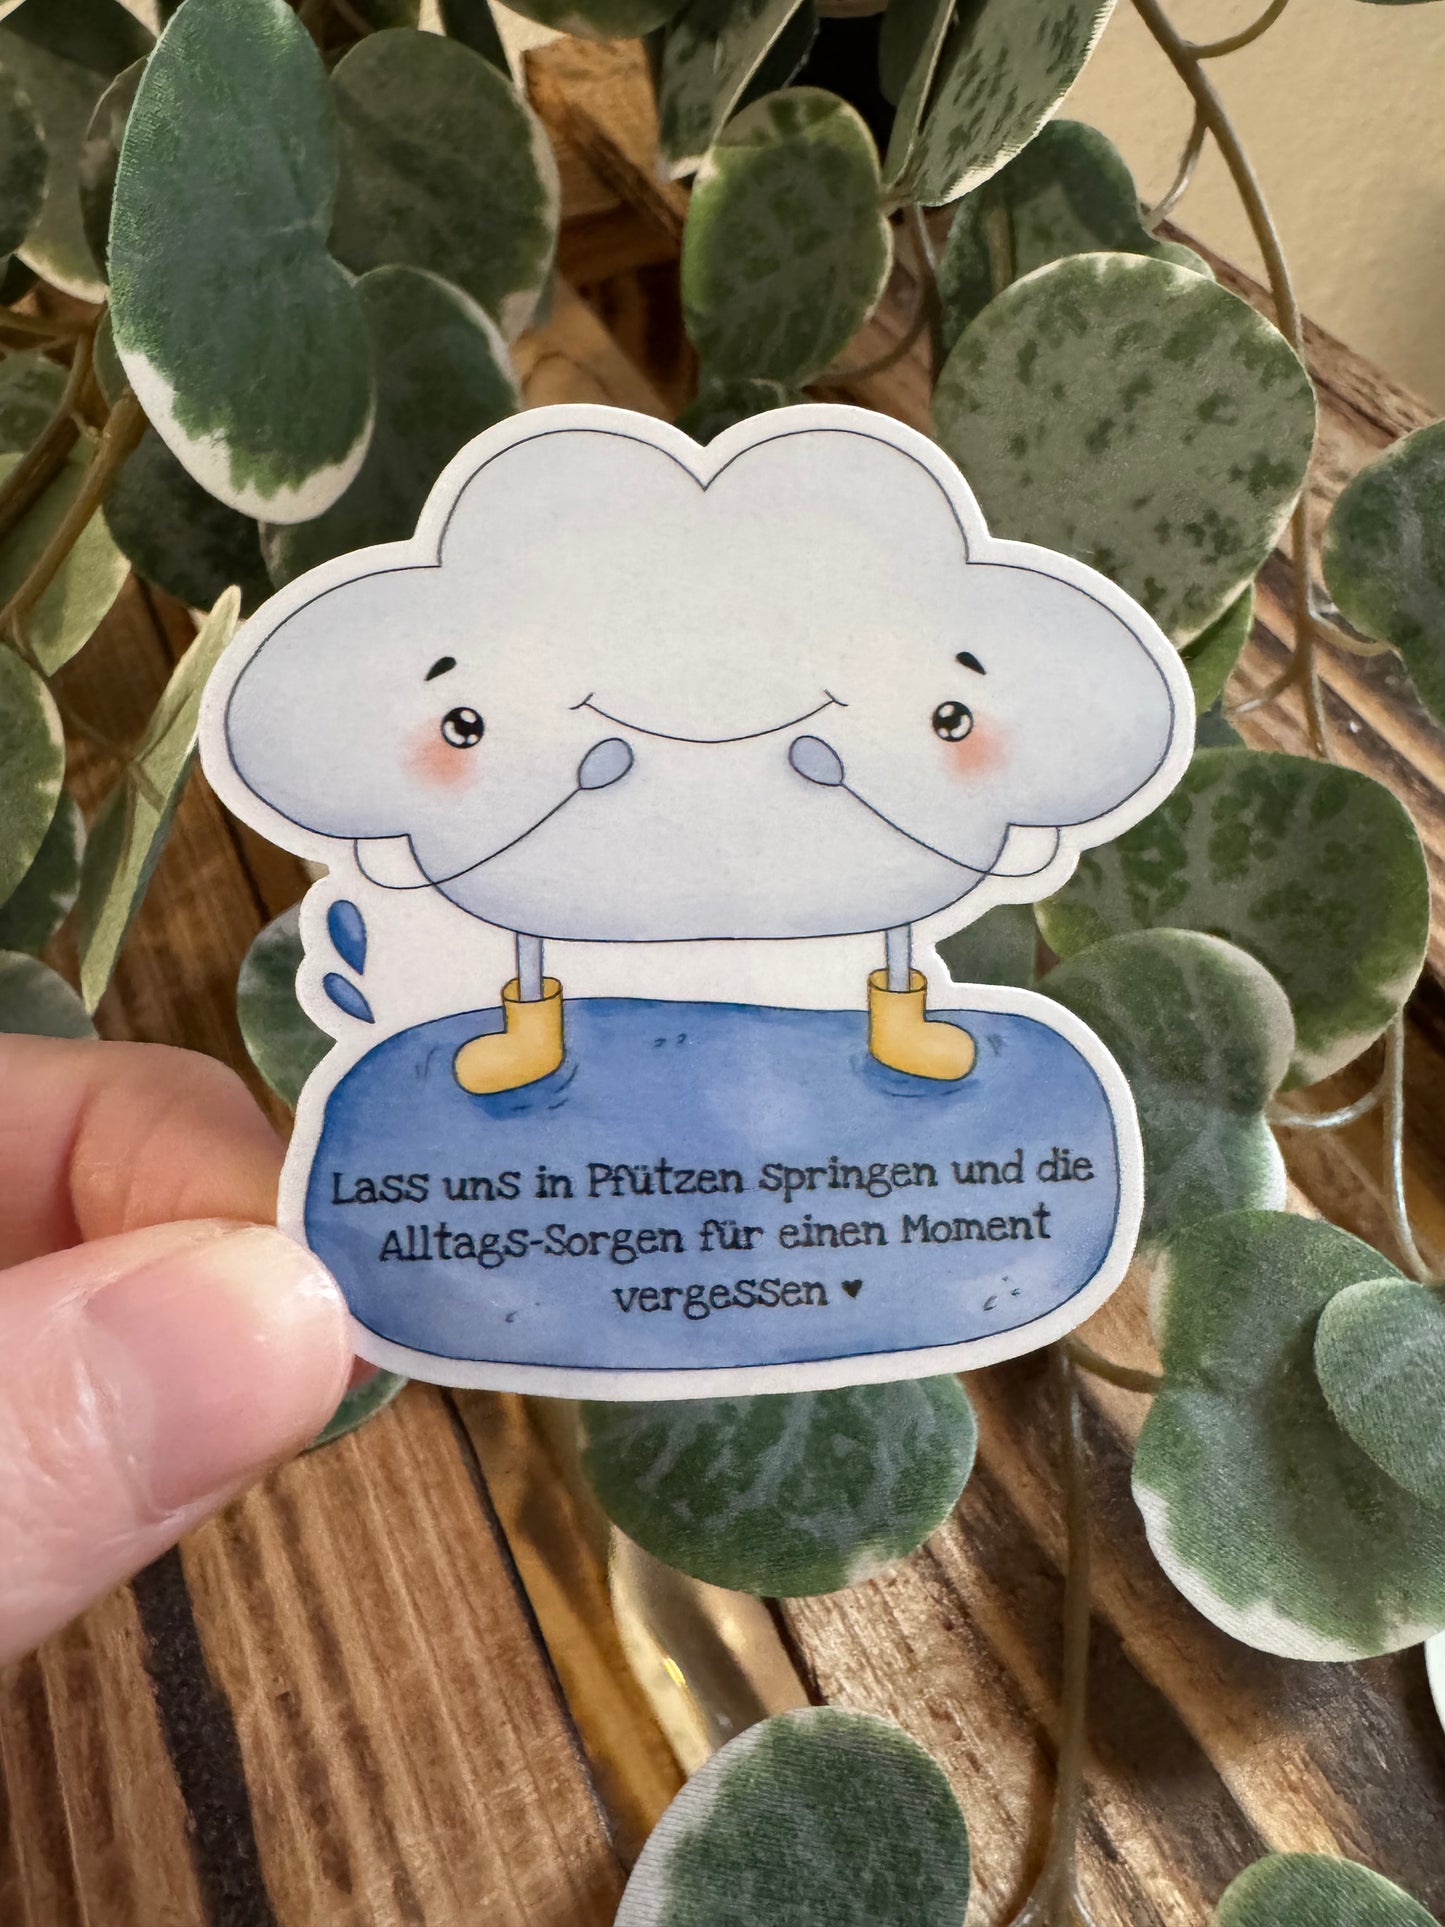 Lass uns in Pfützen springen und die
Alltags-Sorgen für einen Moment
vergessen ♥